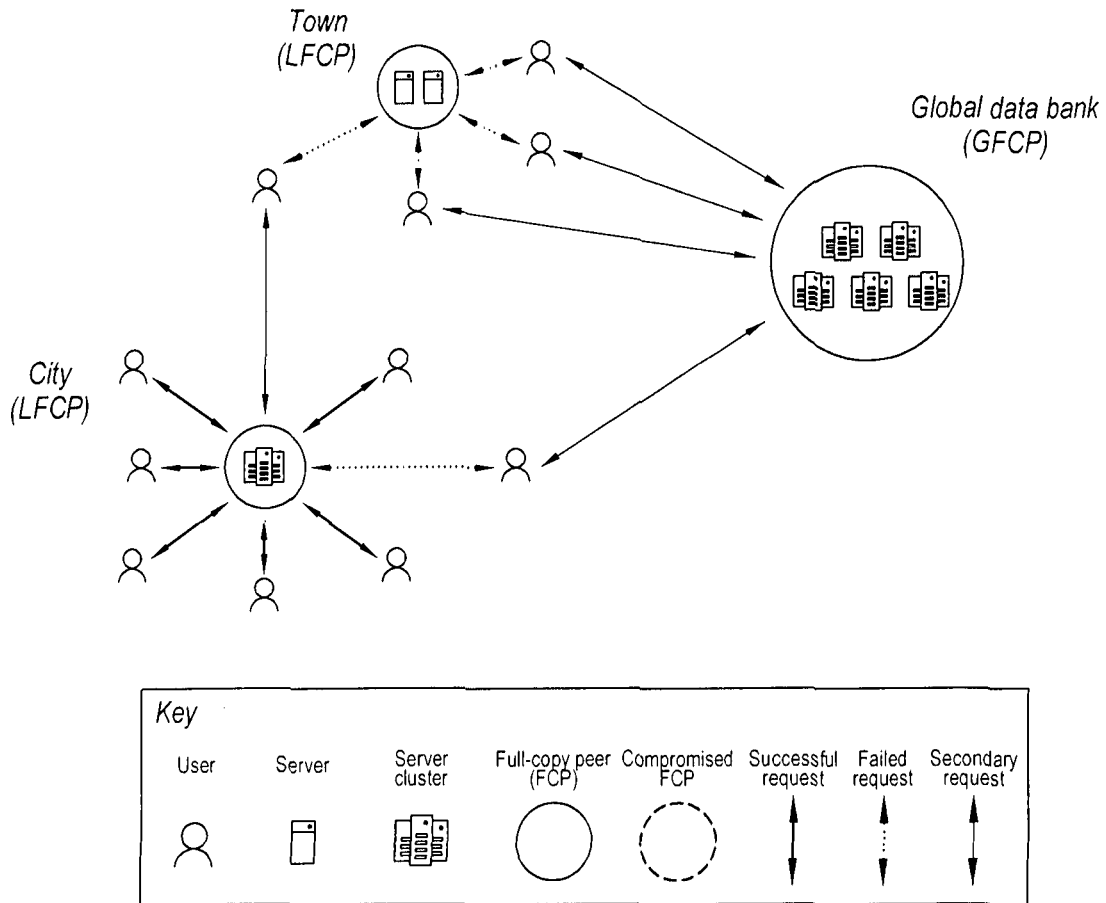 Town
(LFCP)
Global data bank
(GFCP)
City
(LFCP)
Key
User
Server
Server
cluster
Full-copy peer
(FCP)
Compromised
FCP
Successful
request
Failed
request
Secondary
request